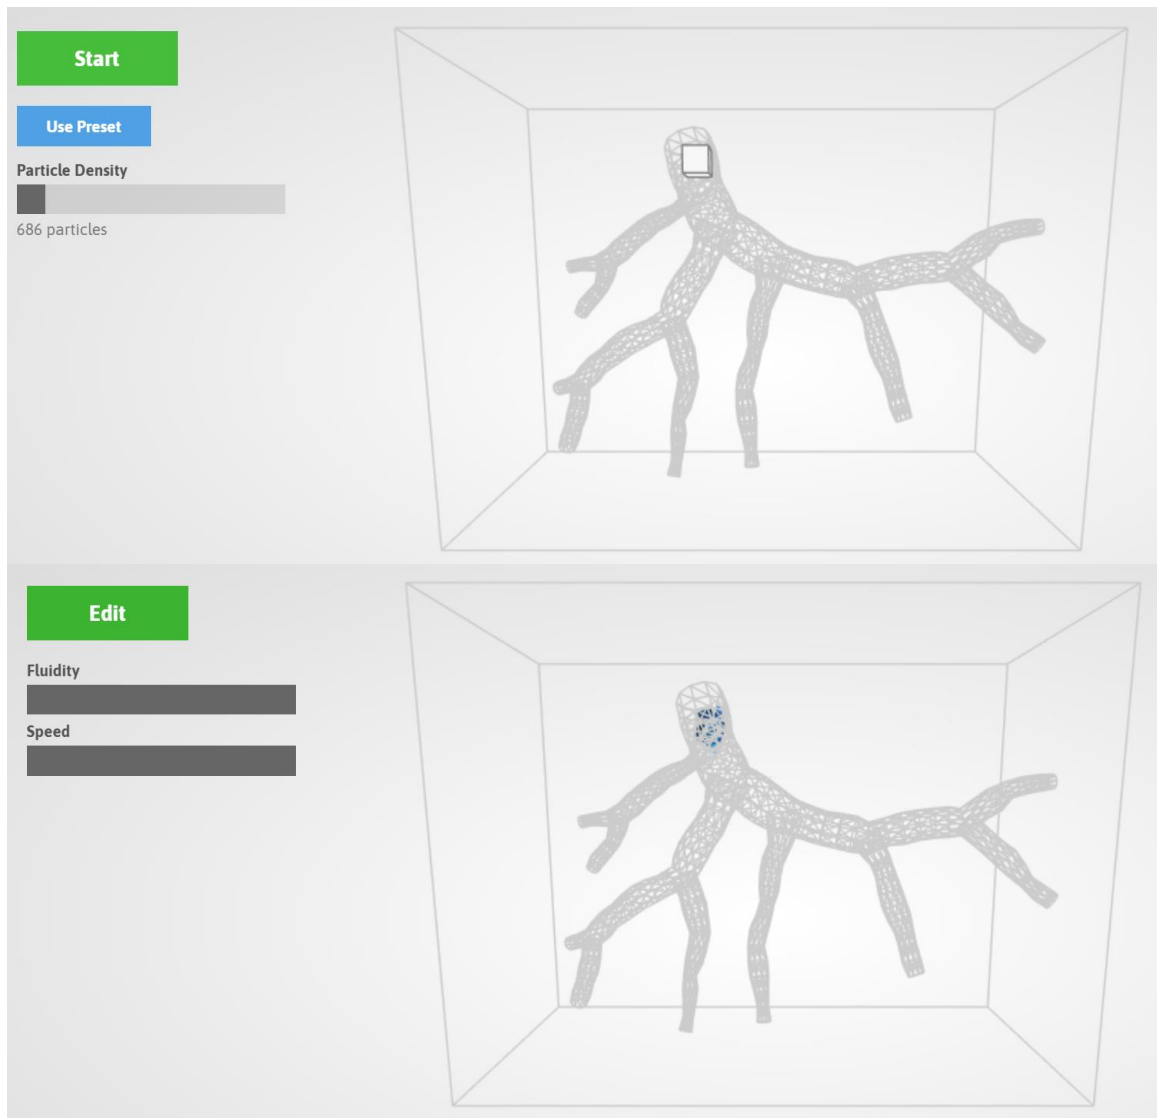 Start
Use Preset
Particle Density
686 particles
Edit
Fluidity
Speed